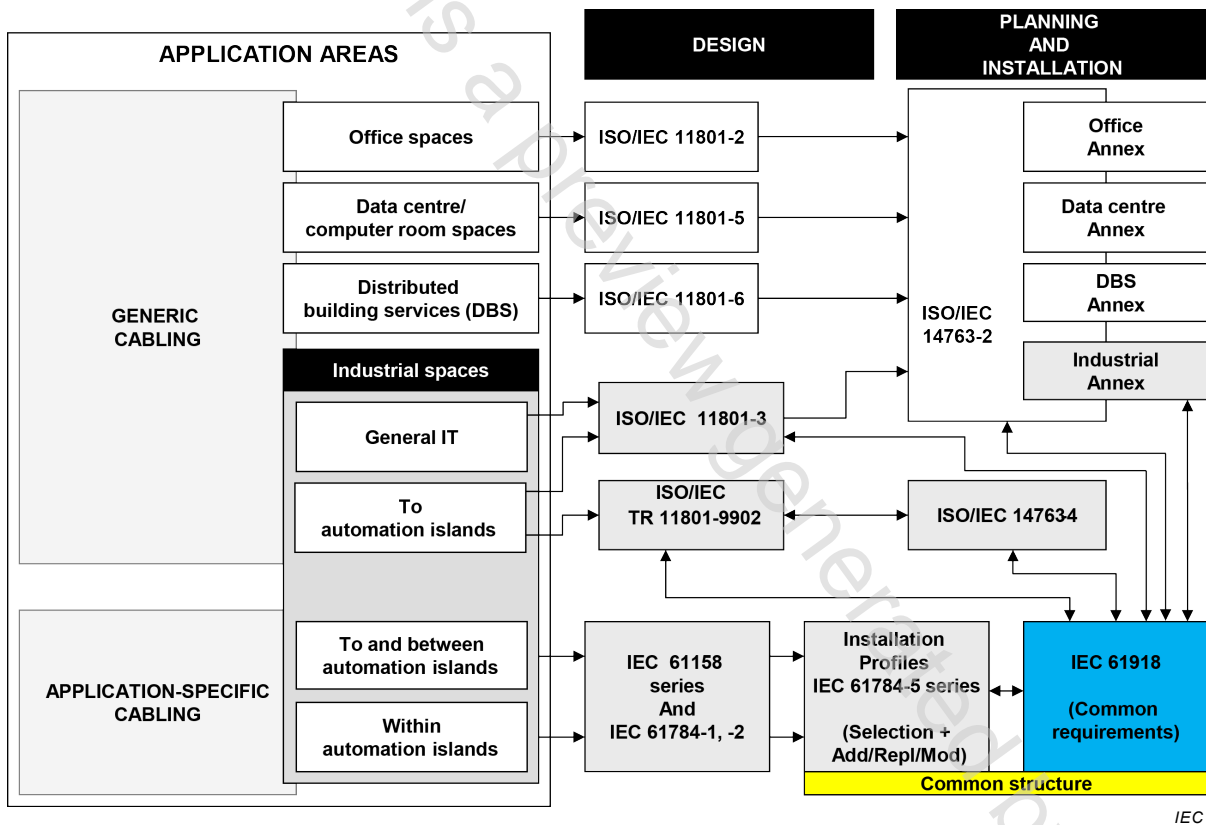 APPLICATION AREAS
DESIGN
PLANNING
AND
INSTALLATION
GENERIC
CABLING
Office spaces
ISO/IEC 11801-2
Office
Annex
Data centre/
computer room spaces
ISO/IEC 11801-5
Data centre
Annex
Distributed
building services (DBS)
ISO/IEC 11801-6
DBS
Annex
ISO/IEC
14763-2
Industrial
Annex
Industrial spaces
General IT
ISO/IEC 11801-3
To
automation islands
ISO/IEC
TR 11801-9902
ISO/IEC 14763-4
APPLICATION-SPECIFIC
CABLING
To and between
automation islands
Within
automation islands
IEC 61158
series
And
IEC 61784-1, -2
Installation
Profiles
IEC 61784-5 series
(Selection +
Add/Repl/Mod)
IEC 61918
(Common
requirements)
Common structure
IEC
s a preview generated